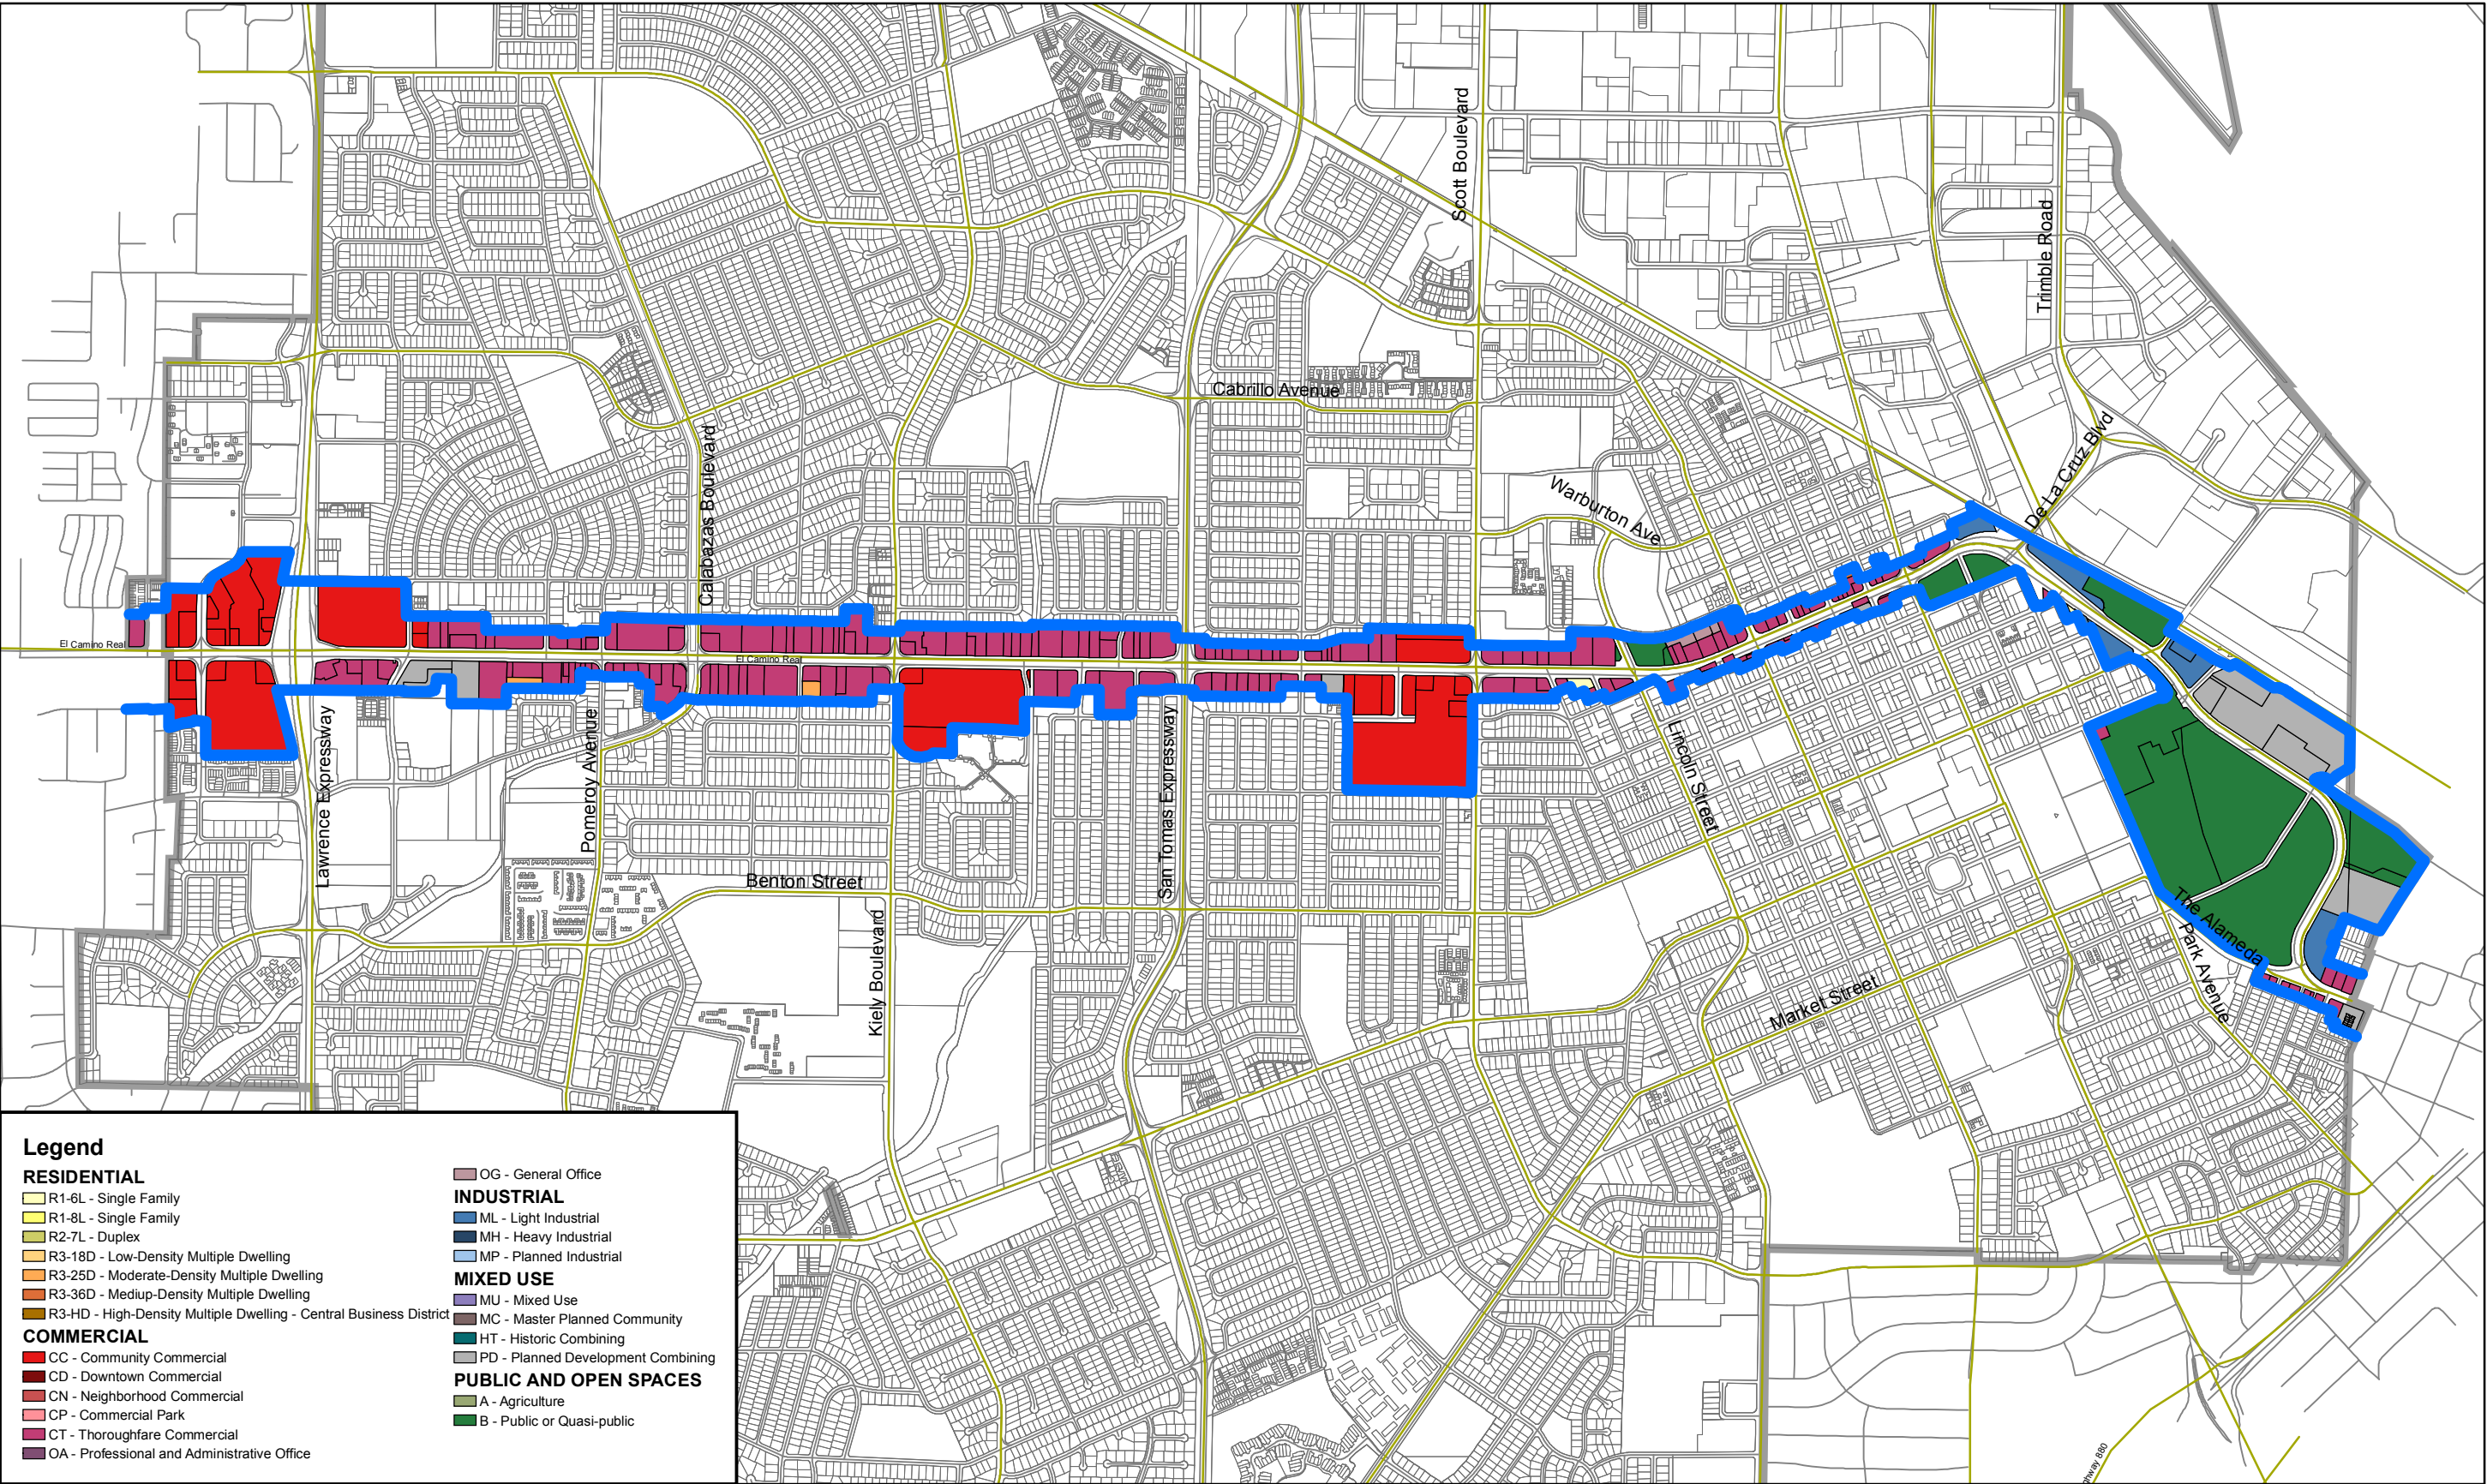 Scott Boulevard
Trimble Road
Cabrillo Avenue
De La Cruz Blvd
Calabazas Boulevard
Warburton Ave
El Camino Real
El Camino Real
Lawrence Expressway
Pomeroy Avenue
San Tomas Expressway
Lincoln Street
Benton Street
Kiely Boulevard
The Alameda
Park Avenue
Market Street
Legend
RESIDENTIAL
R1-6L - Single Family
R1-8L - Single Family
R2-7L - Duplex
R3-18D - Low-Density Multiple Dwelling
R3-25D - Moderate-Density Multiple Dwelling
R3-36D - Mediup-Density Multiple Dwelling
R3-HD - High-Density Multiple Dwelling - Central Business District
COMMERCIAL
CC - Community Commercial
CD - Downtown Commercial
CN - Neighborhood Commercial
CP - Commercial Park
CT - Thoroughfare Commercial
OA - Professional and Administrative Office
OG - General Office
INDUSTRIAL
ML - Light Industrial
MH - Heavy Industrial
MP - Planned Industrial
MIXED USE
MU - Mixed Use
MC - Master Planned Community
HT - Historic Combining
PD - Planned Development Combining
PUBLIC AND OPEN SPACES
A - Agriculture
B - Public or Quasi-public
hway 880